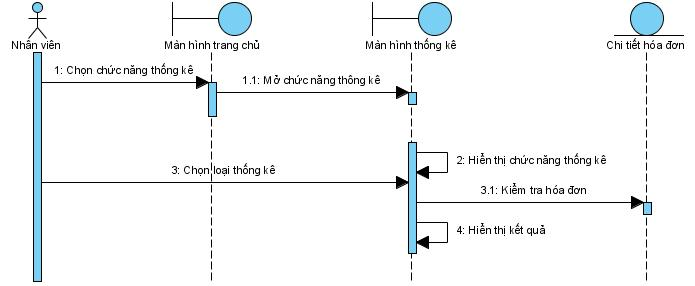 Nhân viên
Màn hình trang chủ
Màn hình thống kê
Chi tiết hóa đơn
1: Chọn chức năng thống kê
1.1: Mở chức năng thông kê
2: Hiển thị chức năng thống kê
3: Chọn loại thống kê
3.1: Kiểm tra hóa đơn
4: Hiển thị kết quả